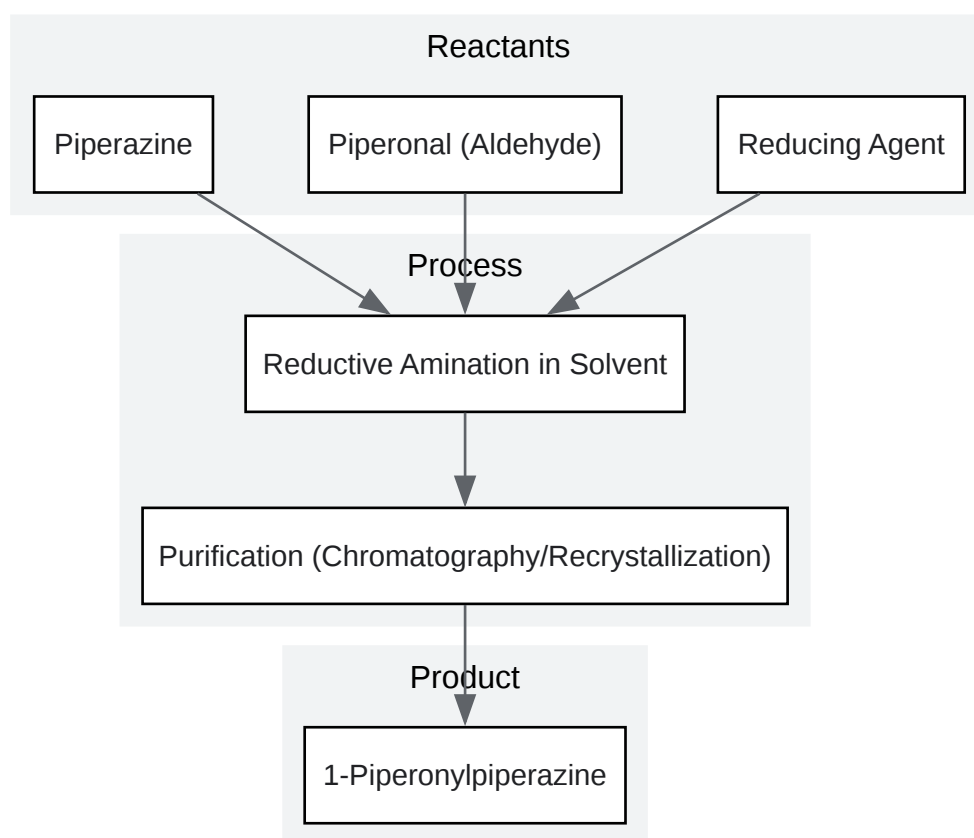 Reactants
Piperazine
Piperonal (Aldehyde)
Reducing Agent
Process
Reductive Amination in Solvent
Purification (Chromatography/Recrystallization)
Product
1-Piperonylpiperazine